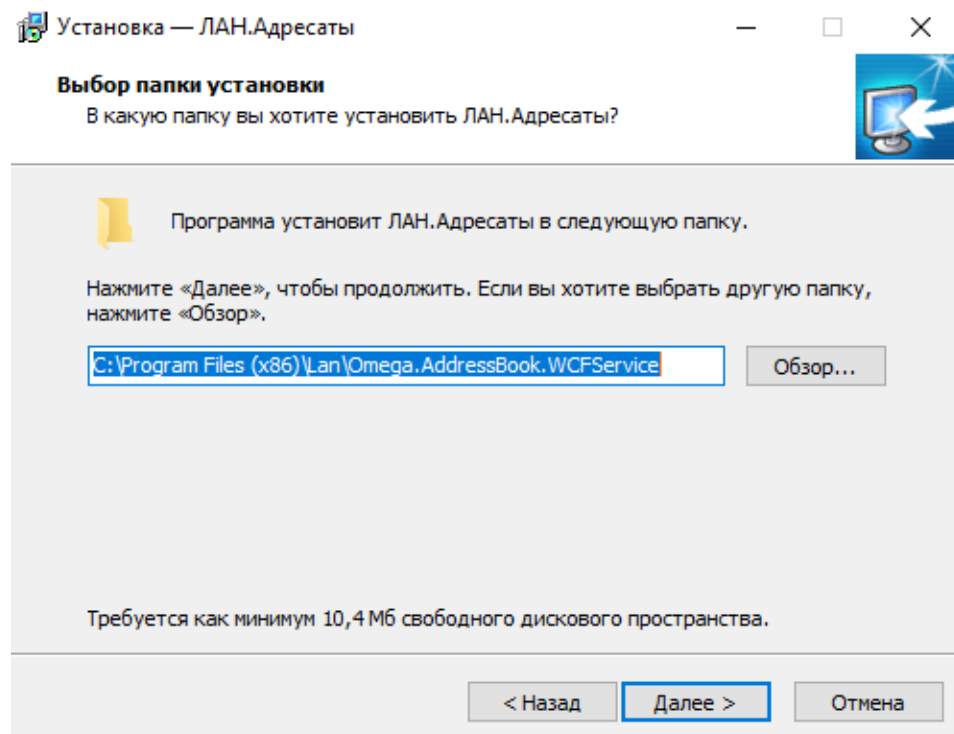 Установка — ЛАН.Адресаты
Выбор папки установки
В какую папку вы хотите установить ЛАН.Адресаты?
Программа установит ЛАН.Адресаты в следующую папку.
Нажмите «Далее», чтобы продолжить. Если вы хотите выбрать другую папку,
нажмите «Обзор».
C:\Program Files (x86)\Lan\Omega.AddressBook.WCFService
Обзор...
Требуется как минимум 10,4 Мб свободного дискового пространства.
< Назад
Далее >
Отмена